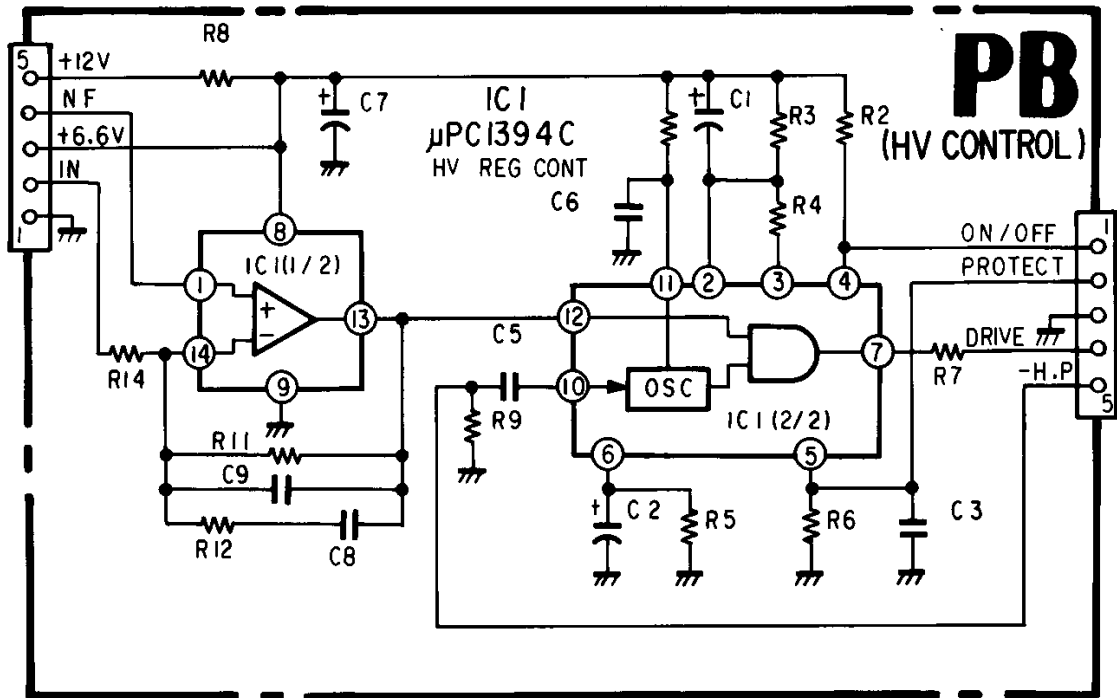 R8
PB
(HV CONTROL)
5
+12V
NF
+6.6V
IN
1
+
C7
IC1
μPC1394C
HV REG CONT
+
C1
R3
R2
C6
R4
8
IC1(1/2)
1
+
−
13
14
9
R14
R11
C9
R12
C8
C5
11
2
3
4
12
10
OSC
7
IC1(2/2)
6
5
R9
R7
+
C2
R5
R6
C3
1
ON/OFF
PROTECT
DRIVE
-H.P
5